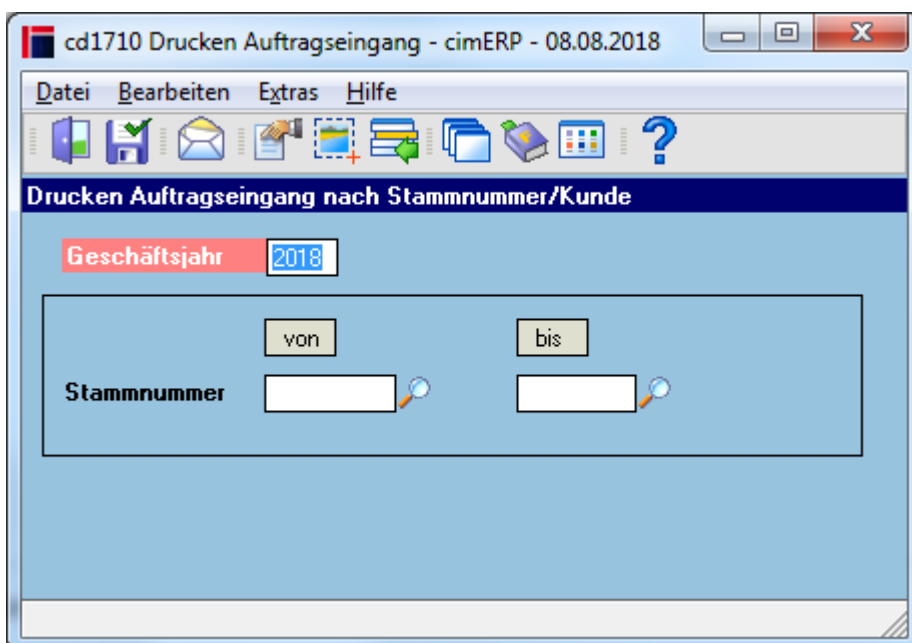 cd1710 Drucken Auftragseingang - cimERP - 08.08.2018
Datei Bearbeiten Extras Hilfe
Drucken Auftragseingang nach Stammnummer/Kunde
Geschäftsjahr 2018
von bis
Stammnummer